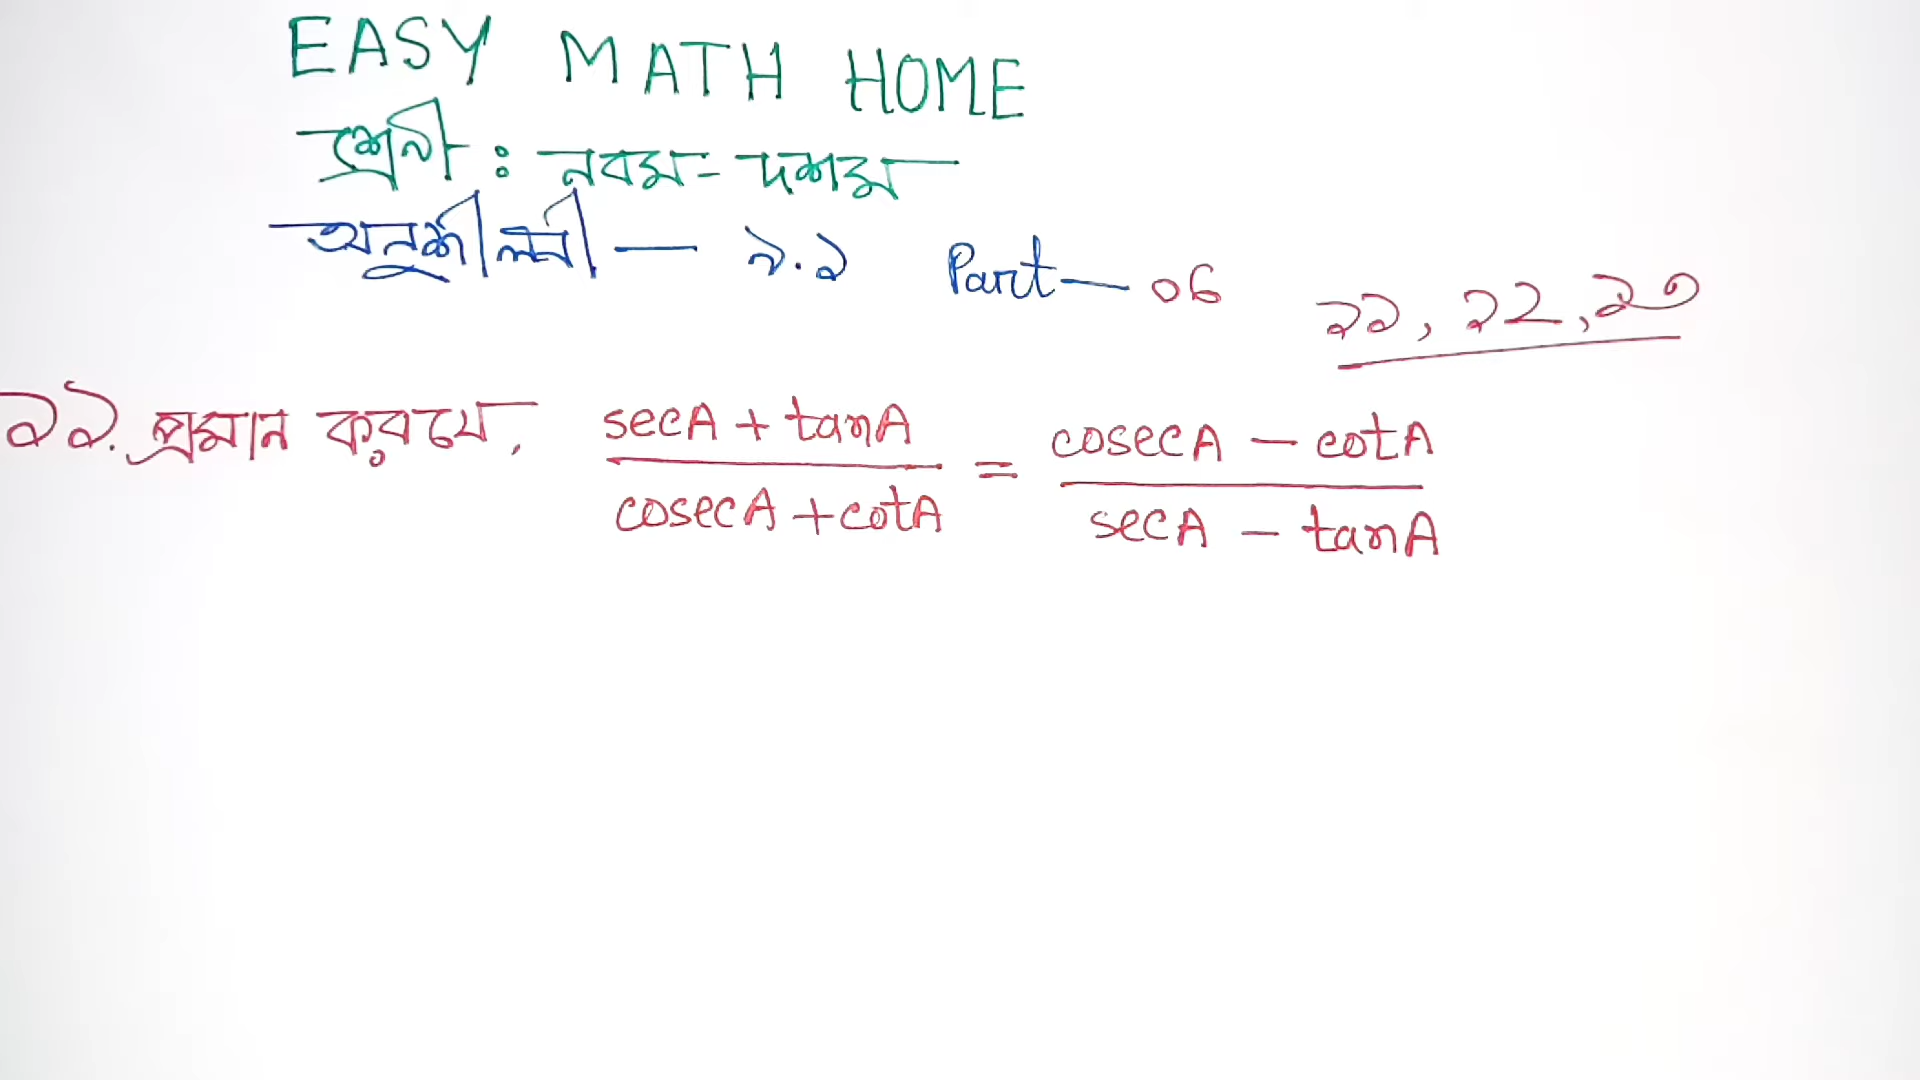 EASY MATH HOME
শ্রেনী : নবম - দশম
অনুশীলনী — ৯.১ Part — 06
২১, ২২, ২৩
২১. প্রমান কর যে, (secA + tanA)/(cosecA + cotA) = (cosecA - cotA)/(secA - tanA)